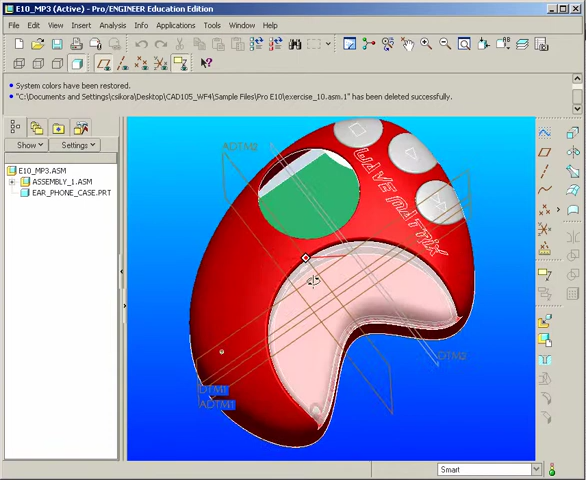 E10_MP3 (Active) - Pro/ENGINEER Education Edition
File Edit View Insert Analysis Info Applications Tools Window Help
• System colors have been restored.
• "C:\Documents and Settings\csikora\Desktop\CAD105_WF4\Sample Files\Pro E10\exercise_10.asm.1" has been deleted successfully.
Show Settings
E10_MP3.ASM
ASSEMBLY_1.ASM
EAR_PHONE_CASE.PRT
WAVE MATRIX
DTM1
ADTM1
Smart